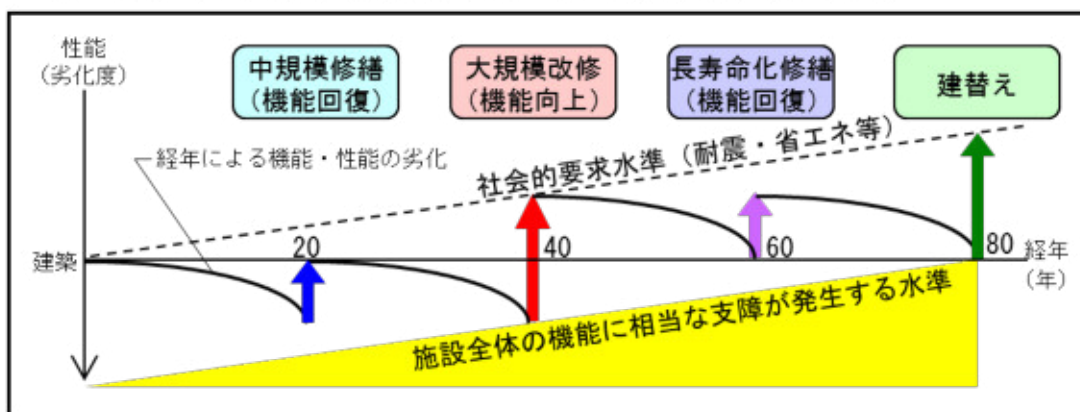 性能
(劣化度)
中規模修繕
(機能回復)
大規模改修
(機能向上)
長寿命化修繕
(機能回復)
建替え
経年による機能・性能の劣化
社会的要求水準(耐震・省エネ等)
建築
20
40
60
80
経年
(年)
施設全体の機能に相当な支障が発生する水準